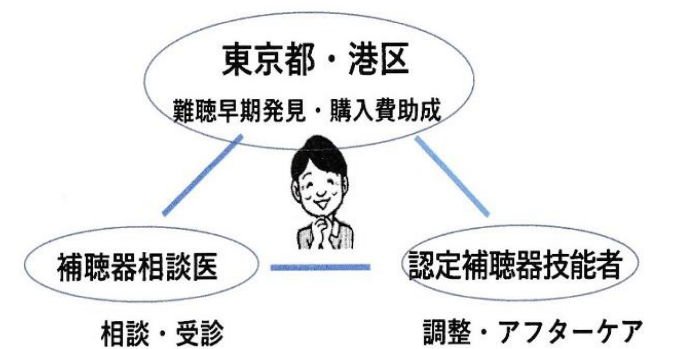 東京都・港区
難聴早期発見・購入費助成
補聴器相談医
認定補聴器技能者
相談・受診
調整・アフターケア